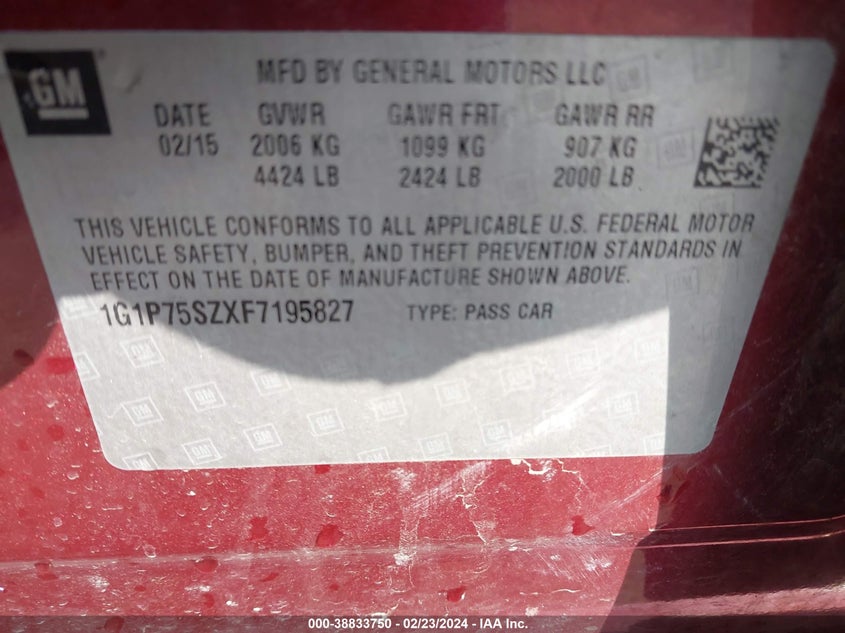 GM
MFD BY GENERAL MOTORS LLC
DATE GVWR GAWR FRT GAWR RR
02/15 2006 KG 1099 KG 907 KG
4424 LB 2424 LB 2000 LB
THIS VEHICLE CONFORMS TO ALL APPLICABLE U.S. FEDERAL MOTOR
VEHICLE SAFETY, BUMPER, AND THEFT PREVENTION STANDARDS IN
EFFECT ON THE DATE OF MANUFACTURE SHOWN ABOVE.
1G1P75SZXF7195827 TYPE: PASS CAR
000-38833750 - 02/23/2024 - IAA Inc.